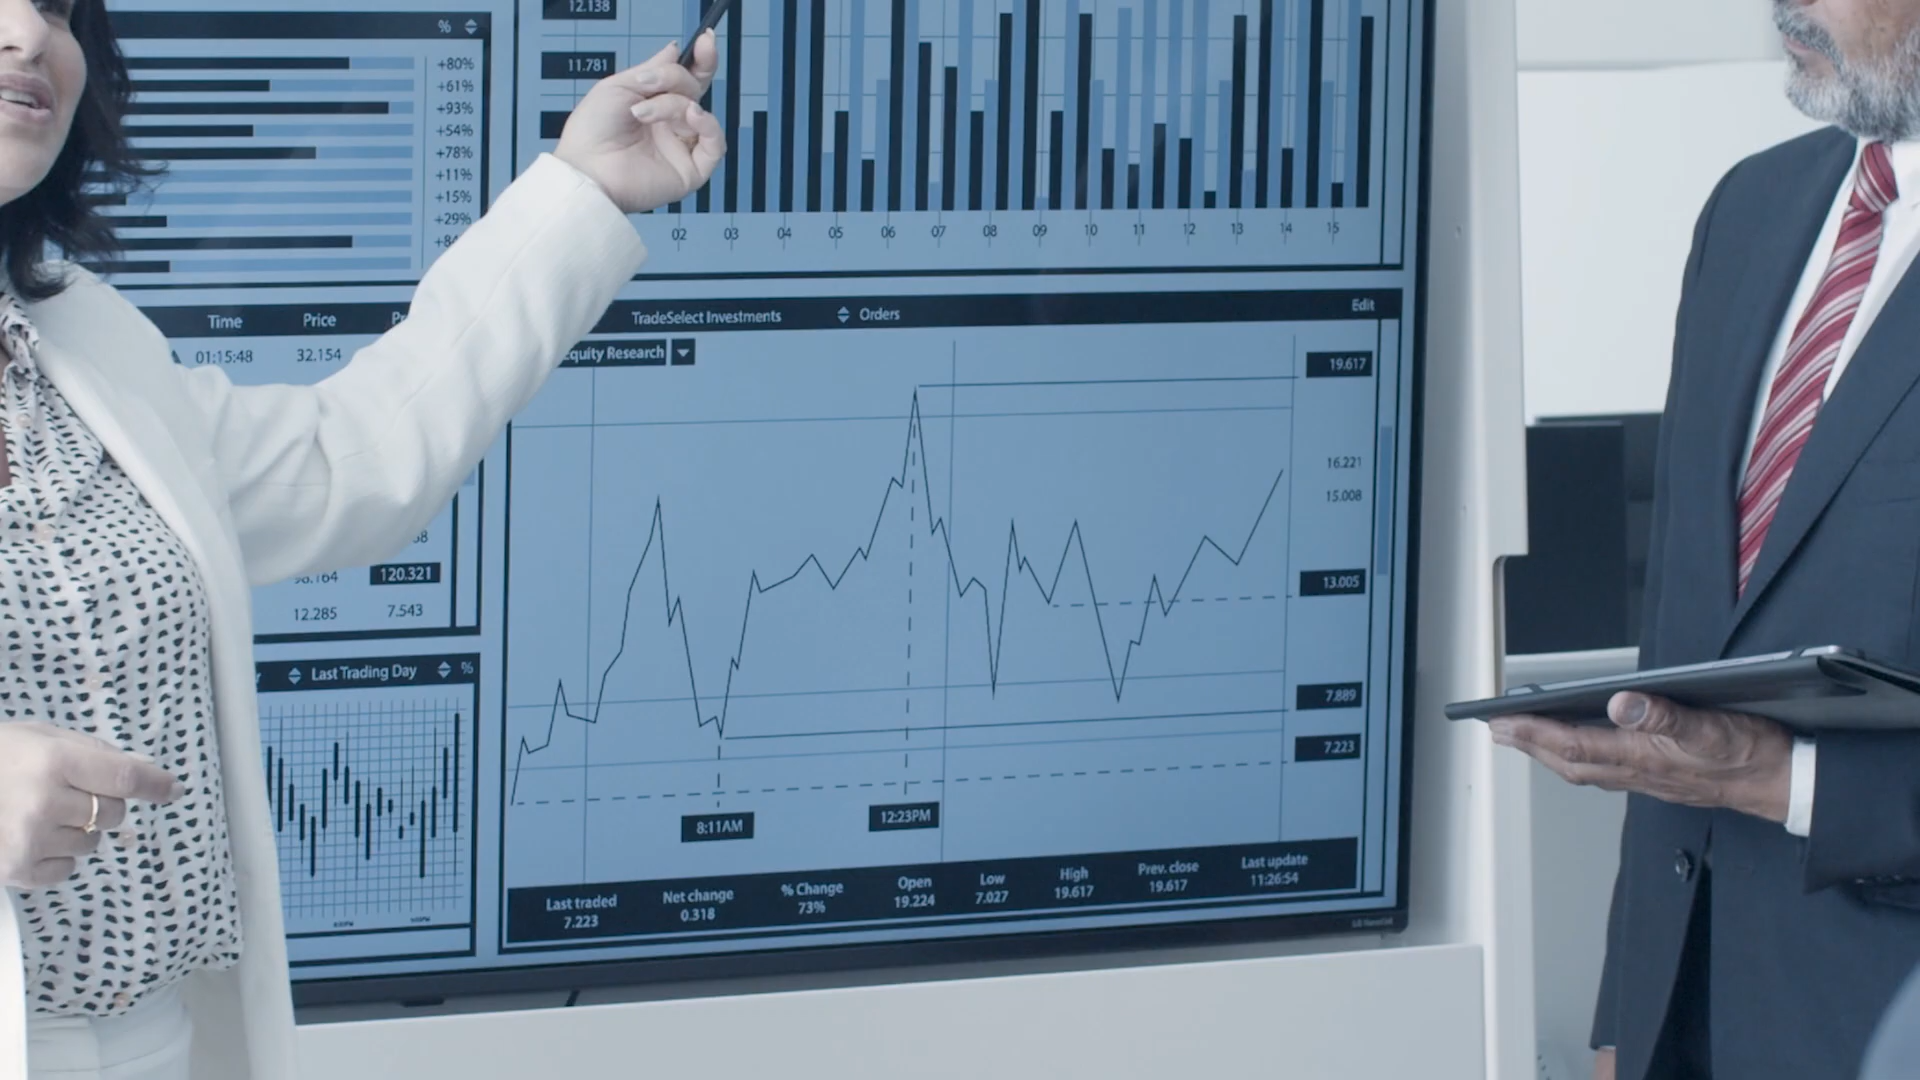 %
+80%
+61%
+93%
+54%
+78%
+11%
+15%
+29%
+84
12.138
11.781
02 03 04 05 06 07 08 09 10 11 12 13 14 15
Time Price
01:15:48 32.154
120.321
12.285 7.543
Last Trading Day %
TradeSelect Investments Orders Edit
Equity Research
19.617
16.221
15.008
13.005
7.889
7.223
8:11AM 12:23PM
Last traded Net change % Change Open Low High Prev. close Last update
7.223 0.318 73% 19.224 7.027 19.617 19.617 11:26:54